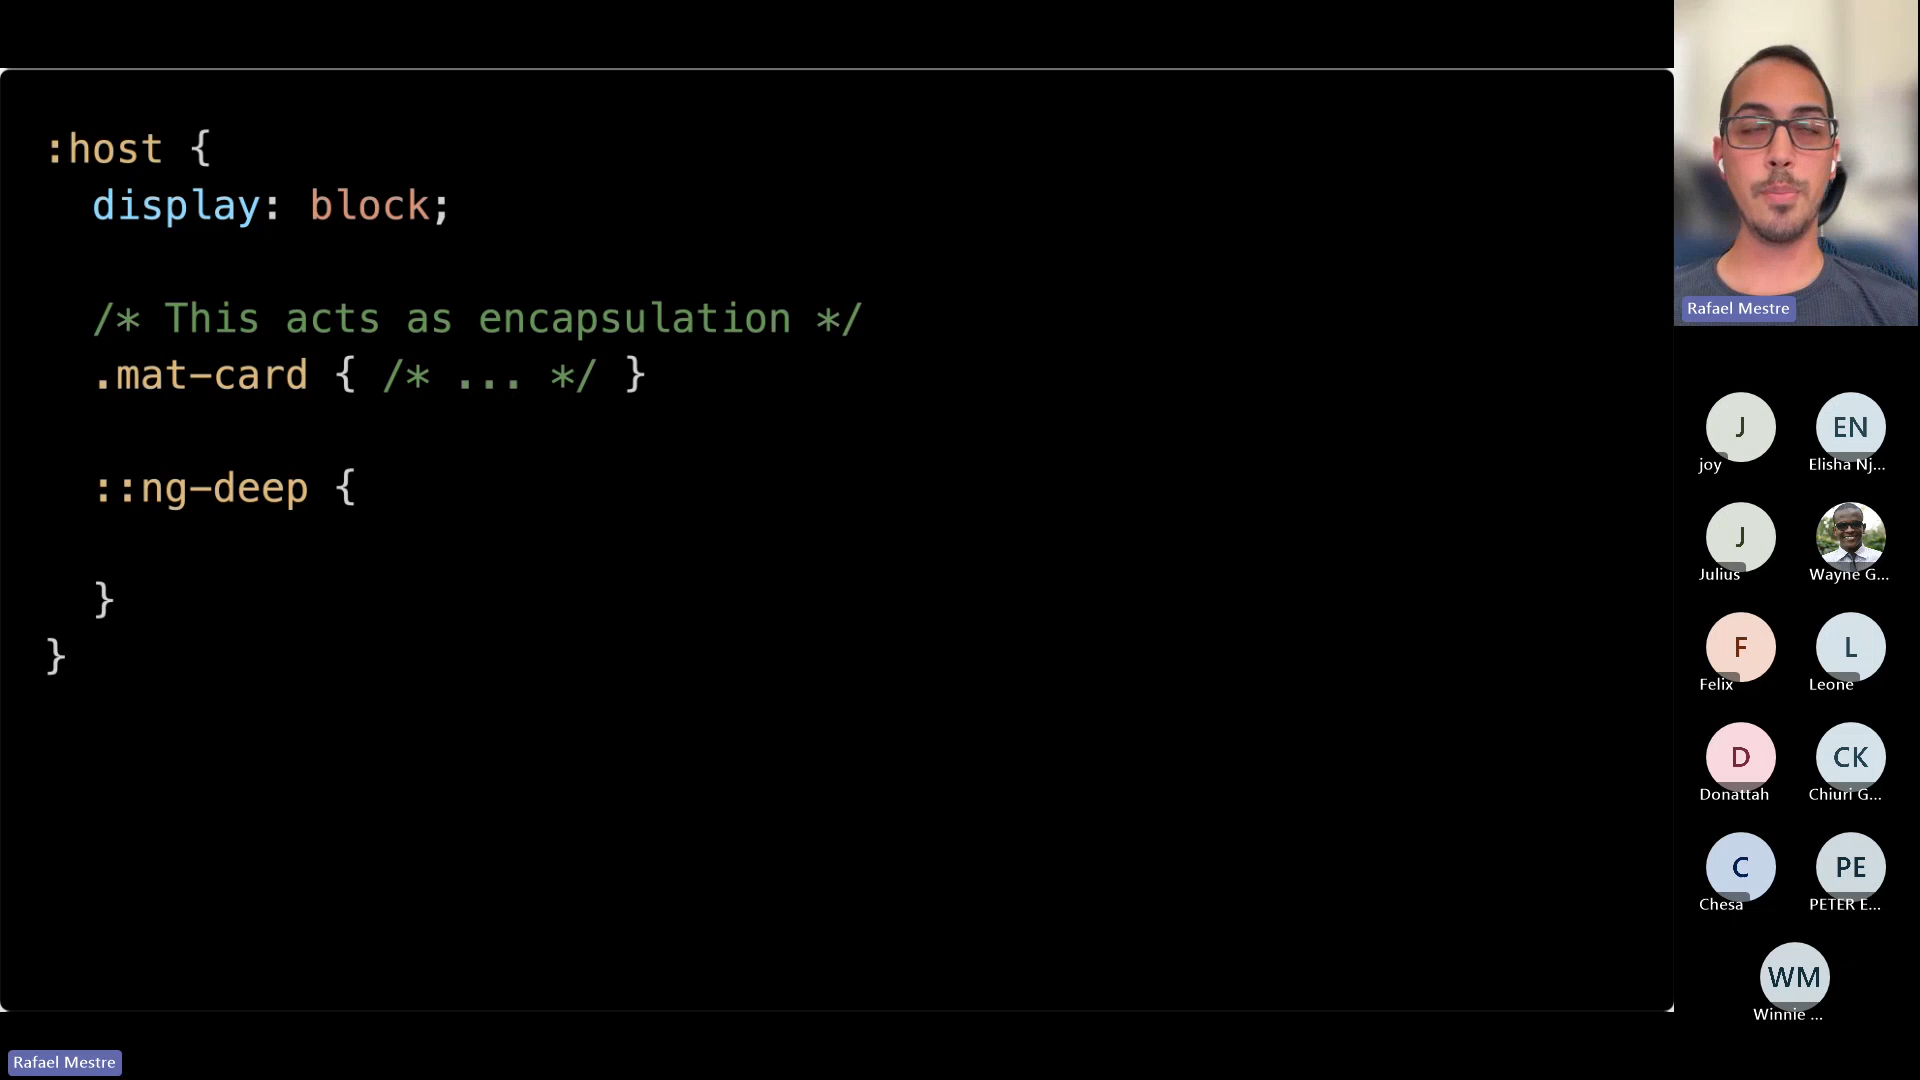 :host {
display: block;
/* This acts as encapsulation */
.mat-card { /* ... */ }
::ng-deep {
}
}
Rafael Mestre
J
joy
EN
Elisha Nj...
J
Julius
Wayne G...
F
Felix
L
Leone
D
Donattah
CK
Chiuri G...
C
Chesa
PE
PETER E...
WM
Winnie ...
Rafael Mestre